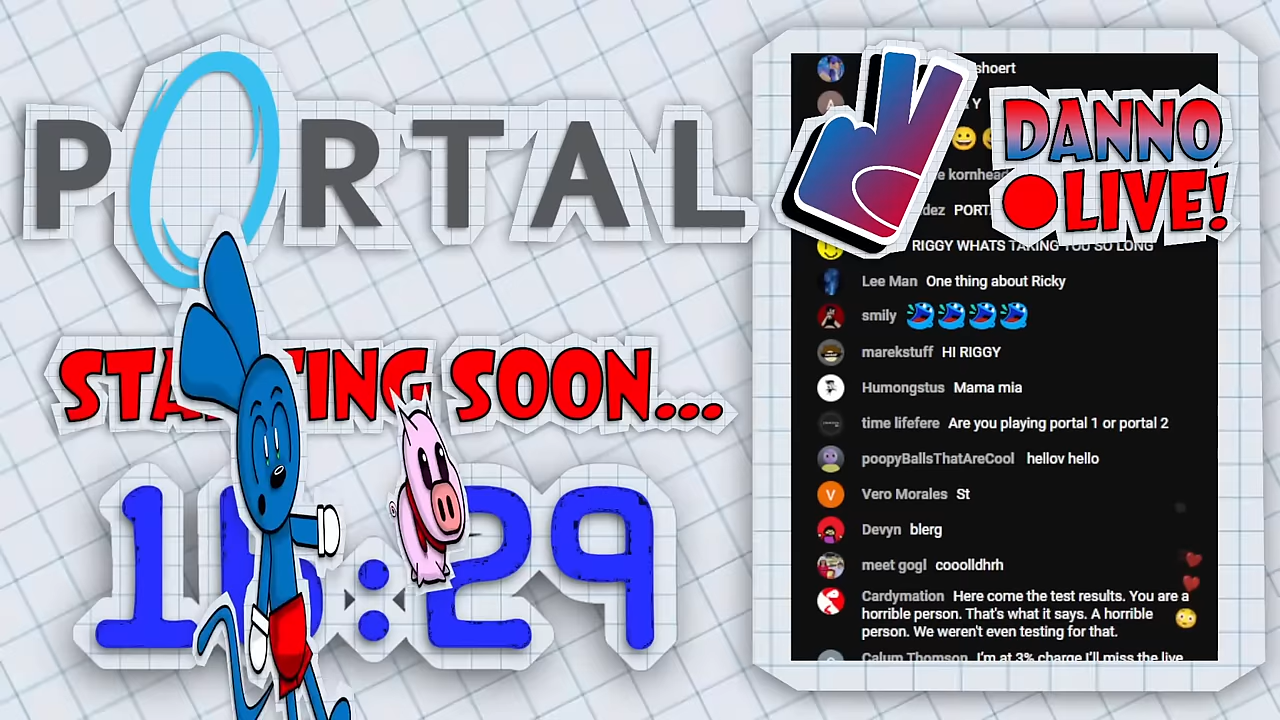 PORTAL
STARTING SOON...
:29
DANNO
LIVE!
shoert
Y
PORT
RIGGY WHATS TAKING YOU SO LONG
Lee Man One thing about Ricky
smily
marekstuff HI RIGGY
Humongstus Mama mia
time lifefere Are you playing portal 1 or portal 2
poopyBallsThatAreCool hellov hello
V Vero Morales St
Devyn blerg
meet gogl cooolldhrh
Cardymation Here come the test results. You are a
horrible person. That's what it says. A horrible
person. We weren't even testing for that.
Calum Thomson I'm at 3% charge I'll miss the live